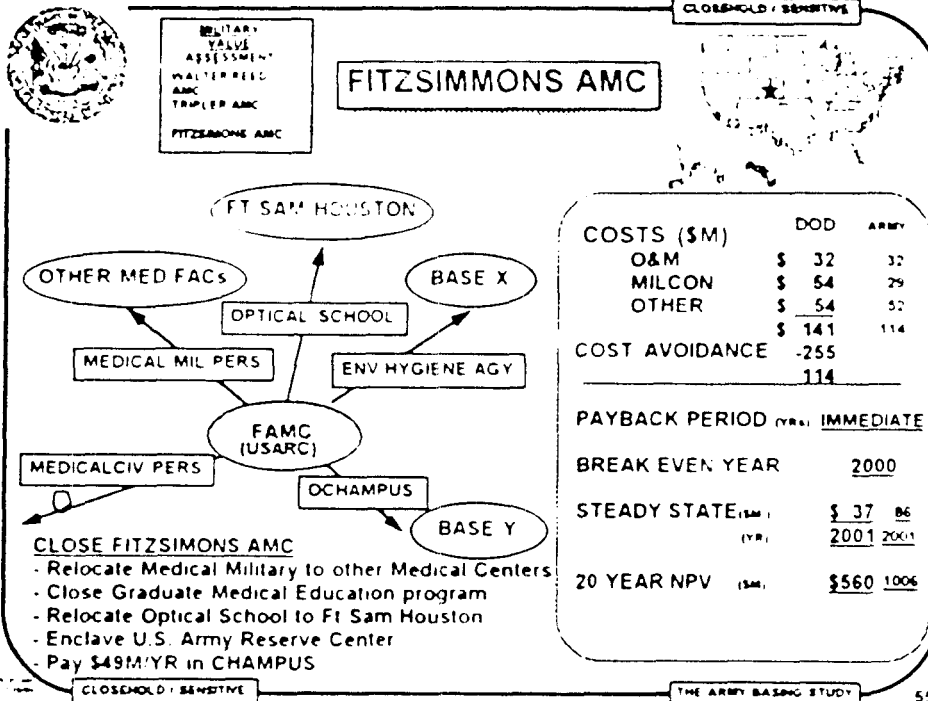 CLOSEHOLD / SENSITIVE
MILITARY
VALUE
ASSESSMENT
WALTER REED
AMC
TRIPLER AMC
FITZSIMONS AMC
FITZSIMMONS AMC
FT SAM HOUSTON
OTHER MED FACs
BASE X
OPTICAL SCHOOL
MEDICAL MIL PERS
ENV HYGIENE AGY
FAMC
(USARC)
MEDICALCIV PERS
OCHAMPUS
BASE Y
CLOSE FITZSIMONS AMC
- Relocate Medical Military to other Medical Centers
- Close Graduate Medical Education program
- Relocate Optical School to Ft Sam Houston
- Enclave U.S. Army Reserve Center
- Pay $49M/YR in CHAMPUS
COSTS ($M) DOD ARMY
O&M $ 32 32
MILCON $ 54 29
OTHER $ 54 52
$ 141 114
COST AVOIDANCE -255
114
PAYBACK PERIOD (YRs) IMMEDIATE
BREAK EVEN YEAR 2000
STEADY STATE ($M) $ 37 86
(YR) 2001 2001
20 YEAR NPV ($M) $560 1006
CLOSEHOLD / SENSITIVE
THE ARMY BASING STUDY